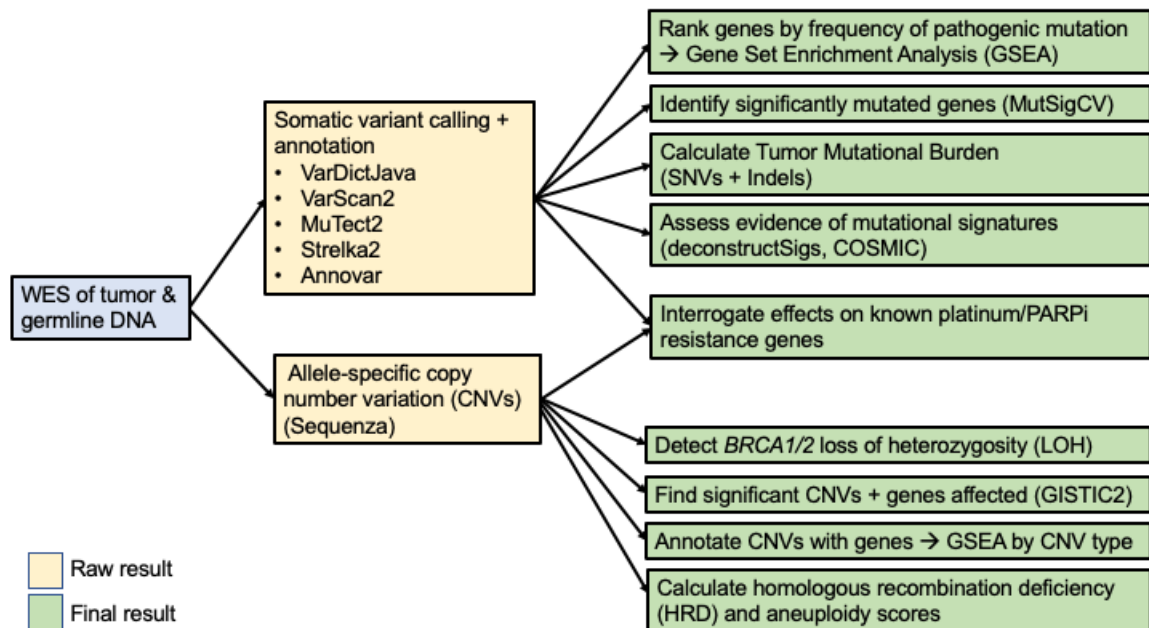 WES of tumor &
germline DNA
Somatic variant calling +
annotation
• VarDictJava
• VarScan2
• MuTect2
• Strelka2
• Annovar
Allele-specific copy
number variation (CNVs)
(Sequenza)
Rank genes by frequency of pathogenic mutation
→ Gene Set Enrichment Analysis (GSEA)
Identify significantly mutated genes (MutSigCV)
Calculate Tumor Mutational Burden
(SNVs + Indels)
Assess evidence of mutational signatures
(deconstructSigs, COSMIC)
Interrogate effects on known platinum/PARPi
resistance genes
Detect BRCA1/2 loss of heterozygosity (LOH)
Find significant CNVs + genes affected (GISTIC2)
Annotate CNVs with genes → GSEA by CNV type
Calculate homologous recombination deficiency
(HRD) and aneuploidy scores
Raw result
Final result